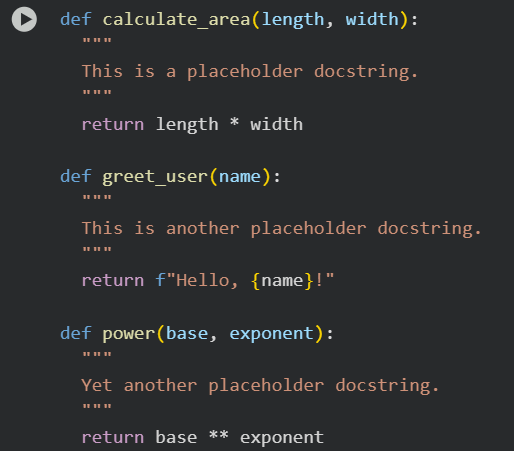 def calculate_area(length, width):
  """
  This is a placeholder docstring.
  """
  return length * width

def greet_user(name):
  """
  This is another placeholder docstring.
  """
  return f"Hello, {name}!"

def power(base, exponent):
  """
  Yet another placeholder docstring.
  """
  return base ** exponent